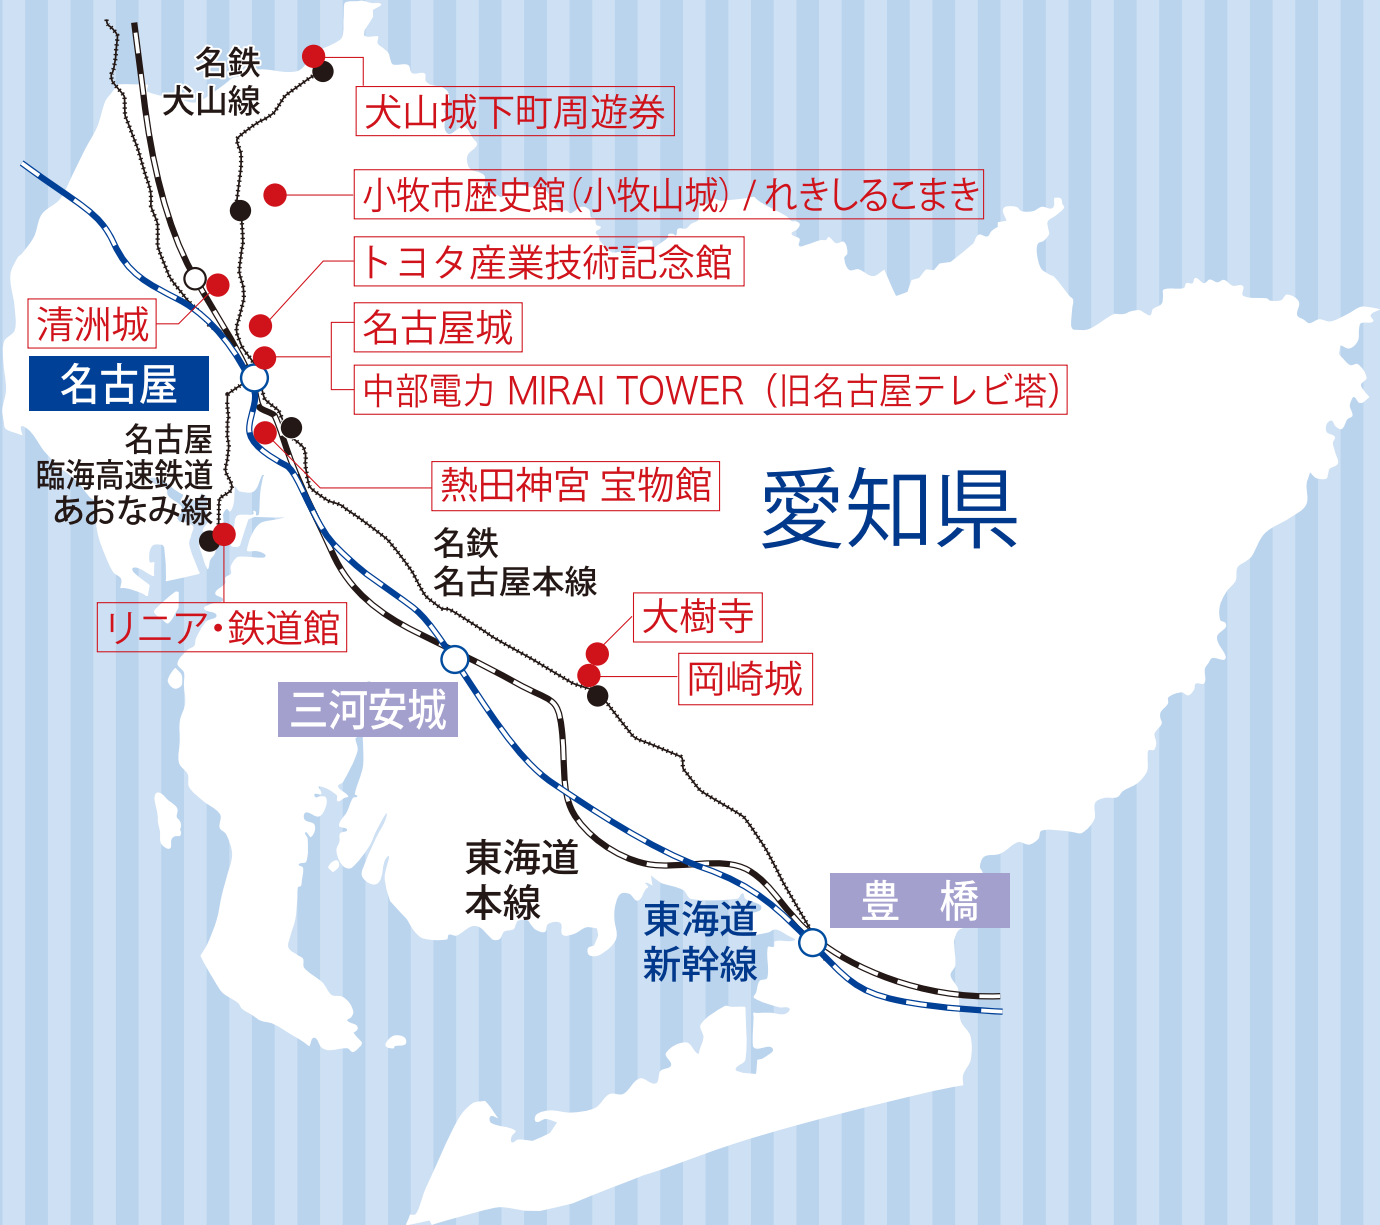 名鉄
犬山線
犬山城下町周遊券
小牧市歴史館（小牧山城）/ れきしるこまき
トヨタ産業技術記念館
清洲城
名古屋城
名古屋
中部電力 MIRAI TOWER（旧名古屋テレビ塔）
名古屋
臨海高速鉄道
あおなみ線
熱田神宮 宝物館
愛知県
名鉄
名古屋本線
リニア・鉄道館
大樹寺
岡崎城
三河安城
東海道
本線
豊　橋
東海道
新幹線